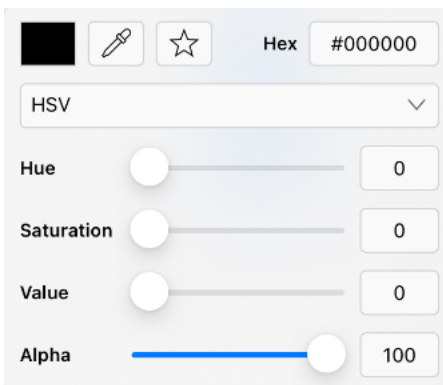 Hex #000000
HSV
Hue 0
Saturation 0
Value 0
Alpha 100